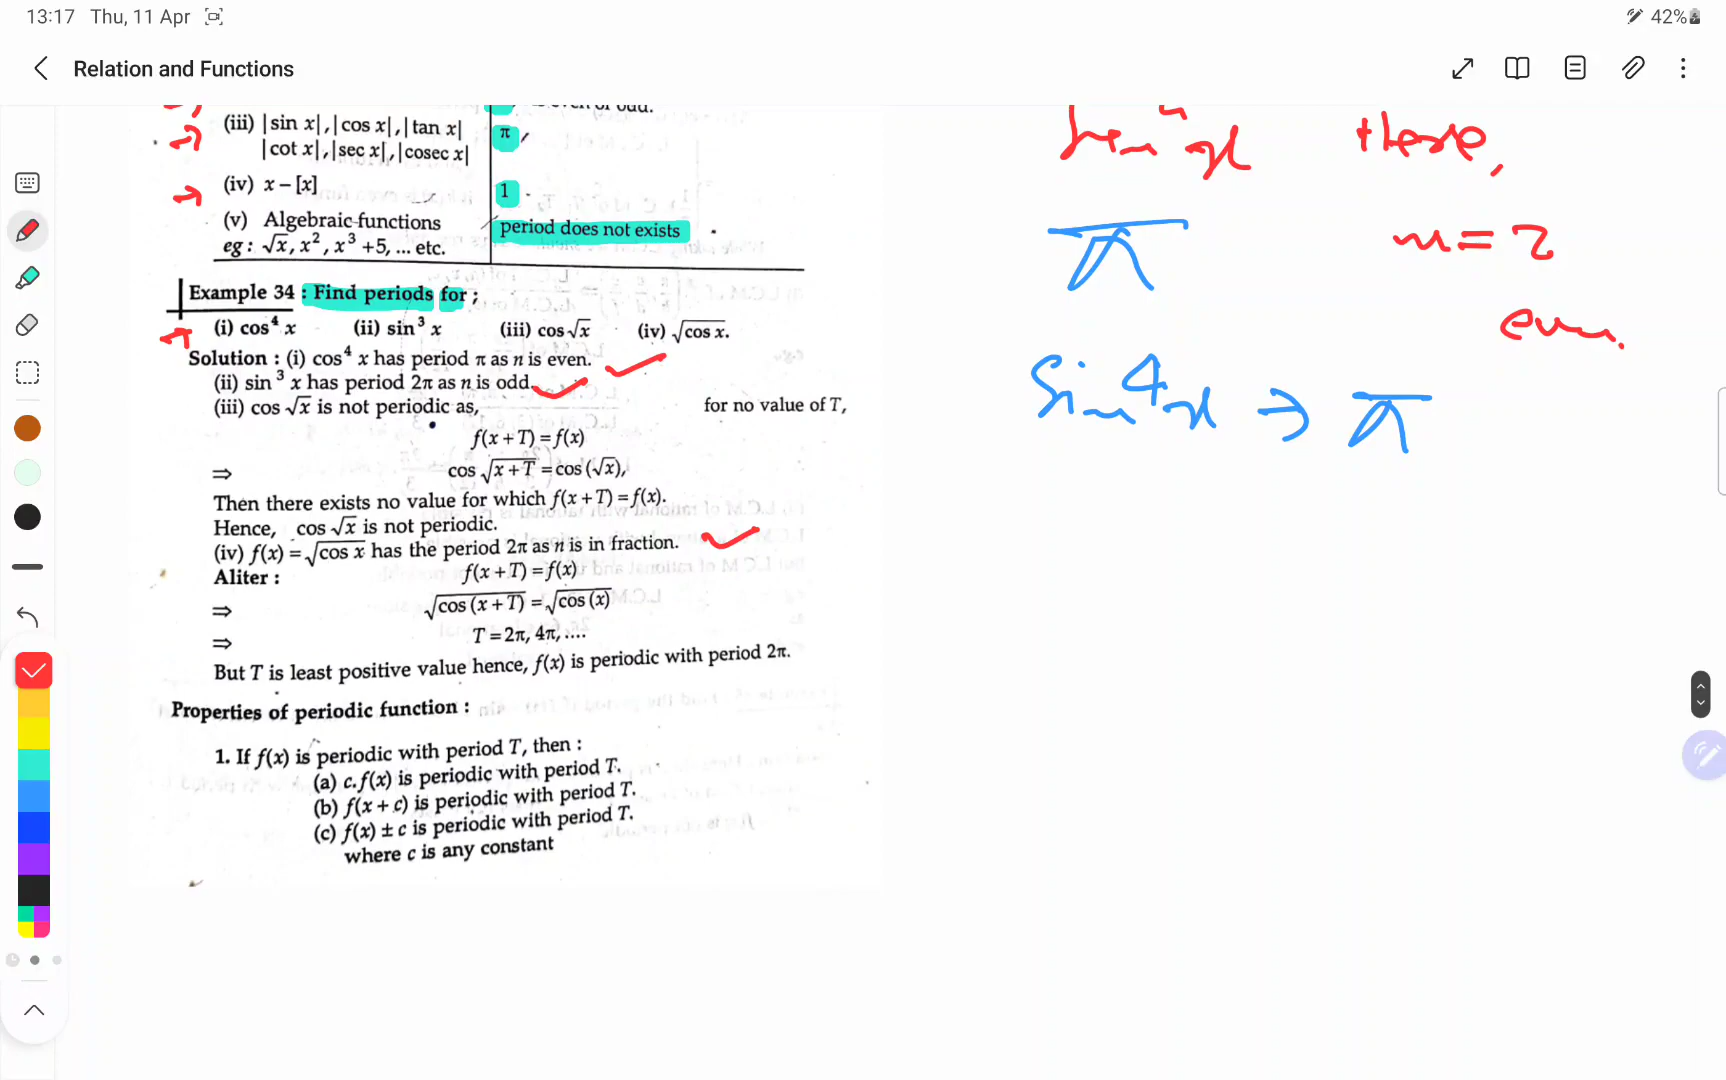 13:17 Thu, 11 Apr
42%
Relation and Functions
(iii) |sin x|, |cos x|, |tan x|
|cot x|, |sec x|, |cosec x|
π
(iv) x – [x]
1
(v) Algebraic functions
eg : √x, x², x³ + 5, ... etc.
period does not exists
Example 34 : Find periods for ;
(i) cos⁴ x (ii) sin³ x (iii) cos √x (iv) √cos x.
Solution : (i) cos⁴ x has period π as n is even.
(ii) sin³ x has period 2π as n is odd.
(iii) cos √x is not periodic as, for no value of T,
f(x + T) = f(x)
⇒ cos √x + T = cos (√x),
Then there exists no value for which f(x + T) = f(x).
Hence, cos √x is not periodic.
(iv) f(x) = √cos x has the period 2π as n is in fraction.
Aliter : f(x + T) = f(x)
⇒ √cos (x + T) = √cos (x)
⇒ T = 2π, 4π, ....
But T is least positive value hence, f(x) is periodic with period 2π.
Properties of periodic function :
1. If f(x) is periodic with period T, then :
(a) c.f(x) is periodic with period T.
(b) f(x + c) is periodic with period T.
(c) f(x) ± c is periodic with period T.
where c is any constant
π
n = 2
even.
Sin⁴x → π